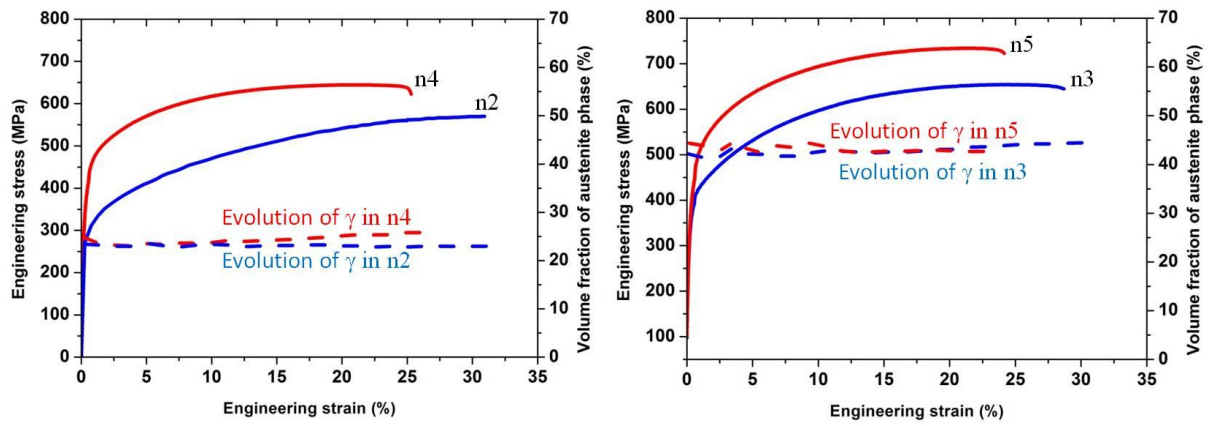 800
700
600
500
400
300
200
100
0
Engineering stress (MPa)
n4
n2
Evolution of γ in n4
Evolution of γ in n2
70
60
50
40
30
20
10
0
Volume fraction of austenite phase (%)
0 5 10 15 20 25 30 35
Engineering strain (%)
800
700
600
500
400
300
200
100
Engineering stress (MPa)
n5
n3
Evolution of γ in n5
Evolution of γ in n3
70
60
50
40
30
20
10
0
Volume fraction of austenite phase (%)
0 5 10 15 20 25 30 35
Engineering strain (%)